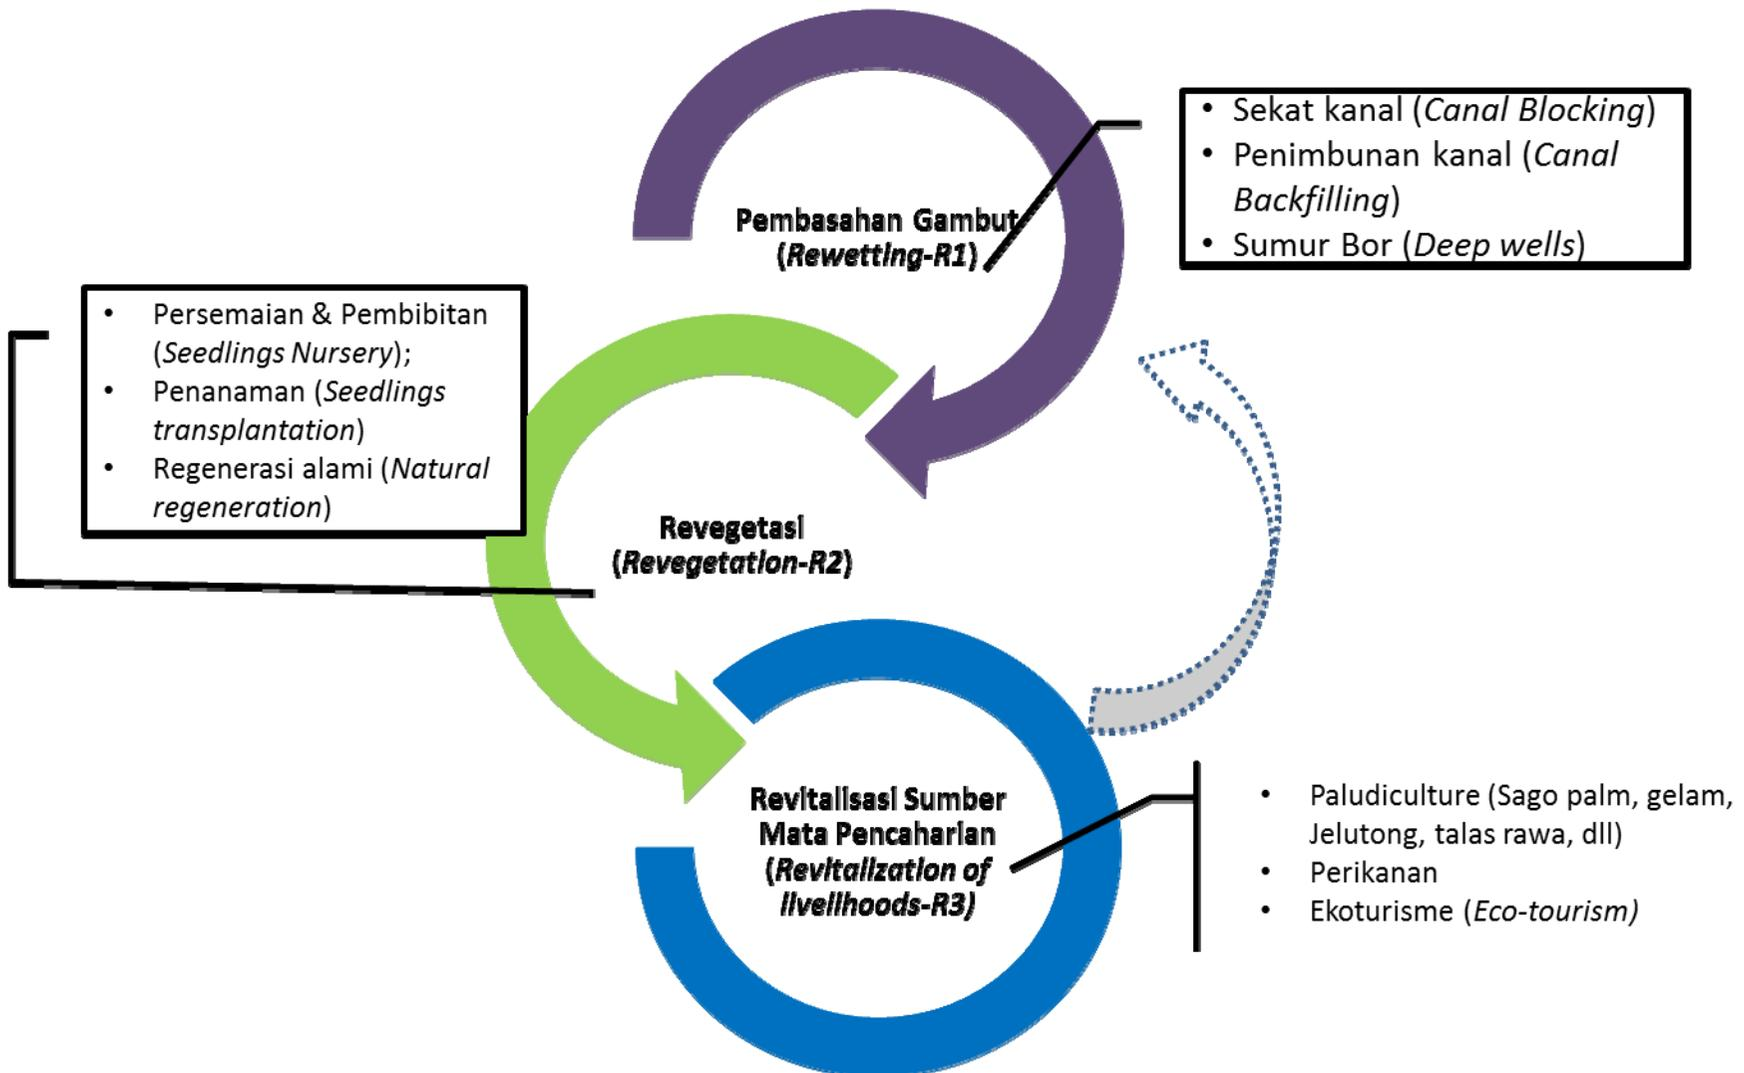 Pembasahan Gambut
(Rewetting-R1)
• Sekat kanal (Canal Blocking)
• Penimbunan kanal (Canal
Backfilling)
• Sumur Bor (Deep wells)
• Persemaian & Pembibitan
(Seedlings Nursery);
• Penanaman (Seedlings
transplantation)
• Regenerasi alami (Natural
regeneration)
Revegetasi
(Revegetation-R2)
Revitalisasi Sumber
Mata Pencaharian
(Revitalization of
livelihoods-R3)
• Paludiculture (Sago palm, gelam,
Jelutong, talas rawa, dll)
• Perikanan
• Ekoturisme (Eco-tourism)